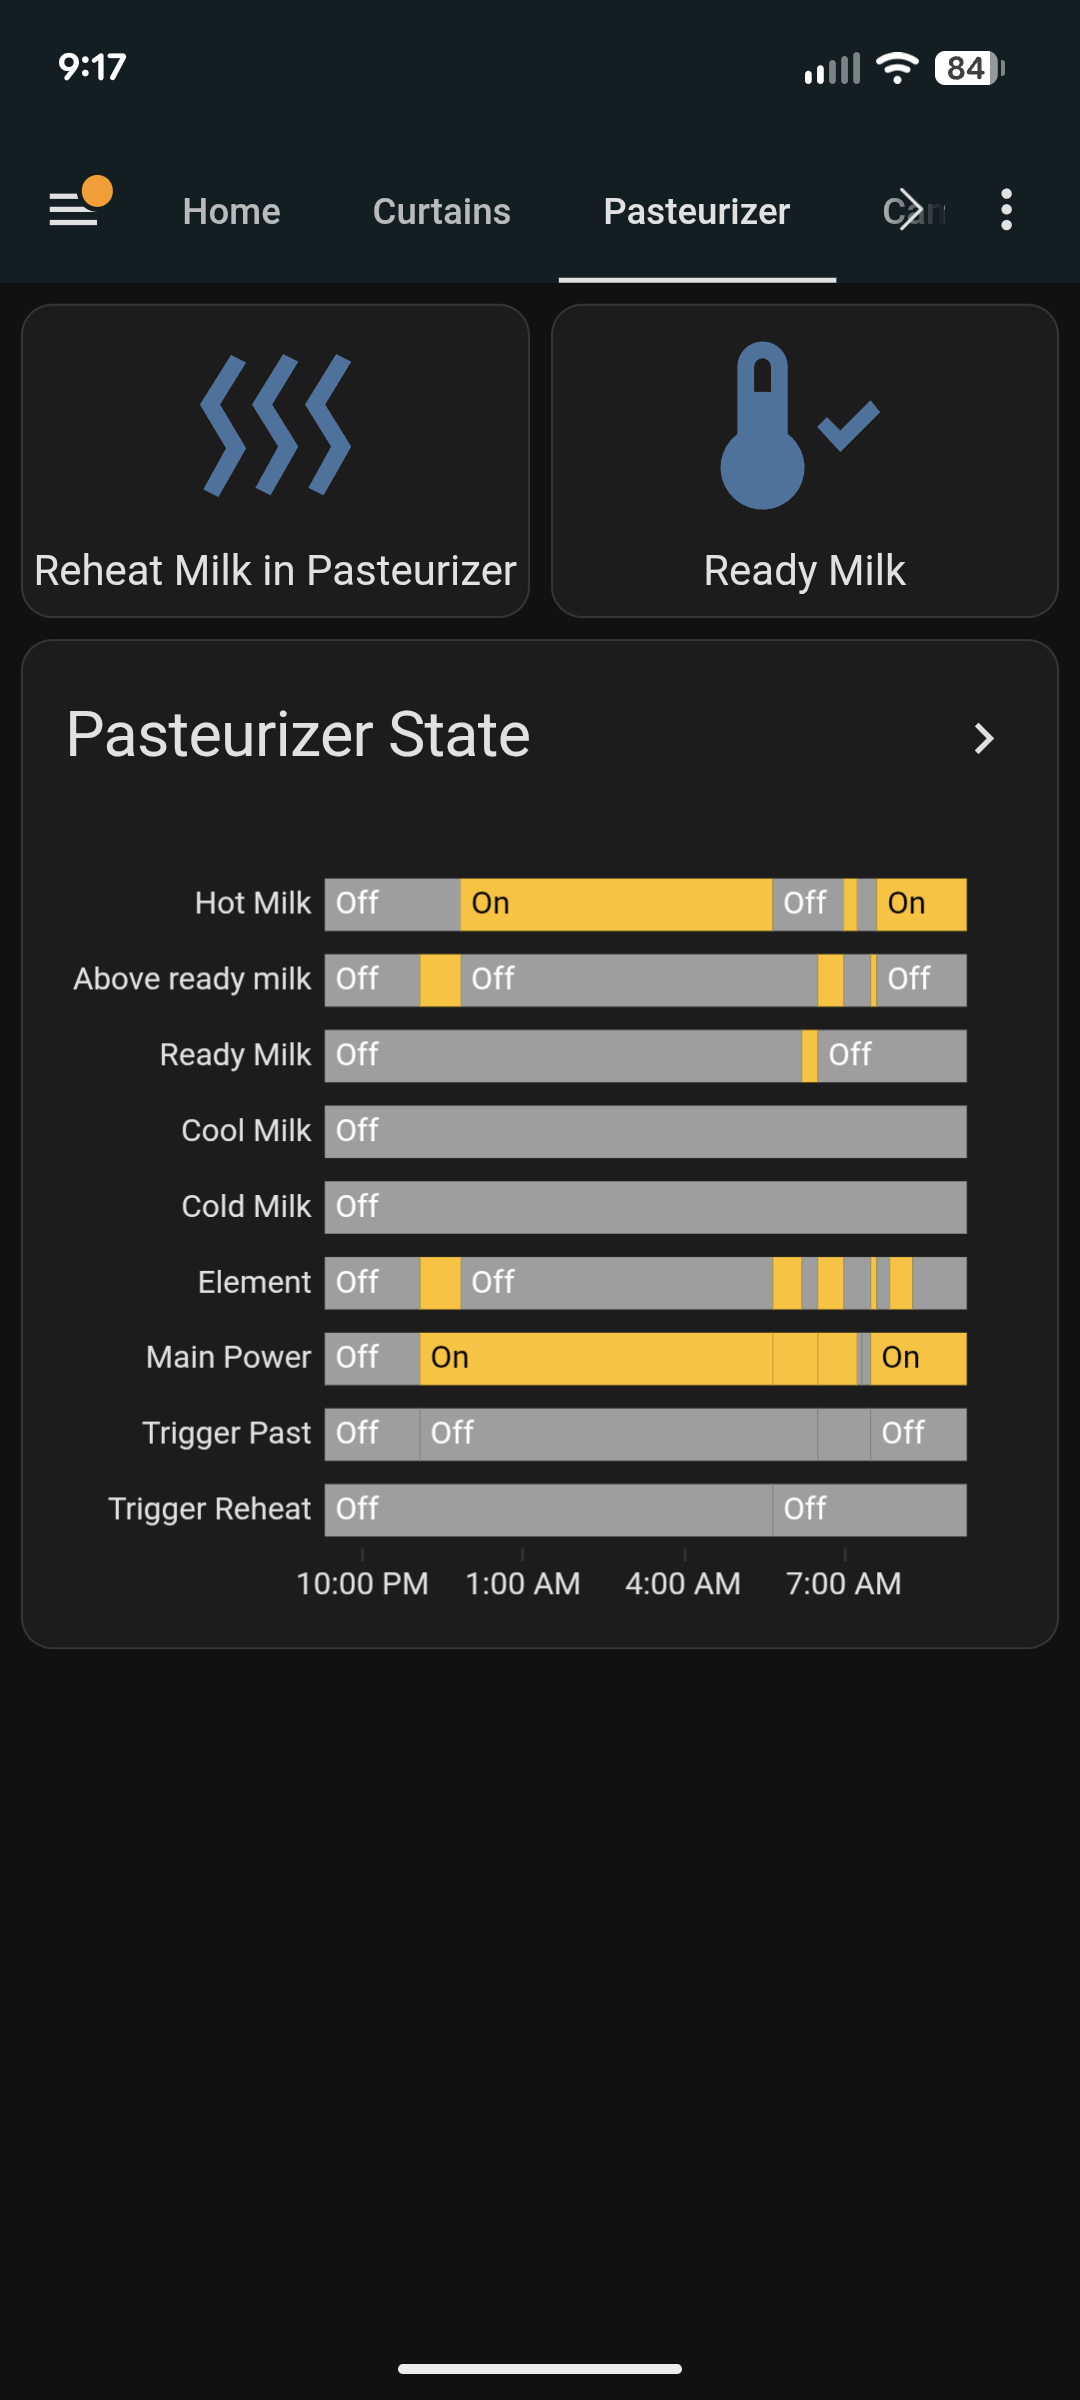 9:17
84
Home Curtains Pasteurizer
Reheat Milk in Pasteurizer
Ready Milk
Pasteurizer State
Hot Milk Off On Off On
Above ready milk Off Off Off
Ready Milk Off Off
Cool Milk Off
Cold Milk Off
Element Off Off
Main Power Off On On
Trigger Past Off Off Off
Trigger Reheat Off Off
10:00 PM 1:00 AM 4:00 AM 7:00 AM